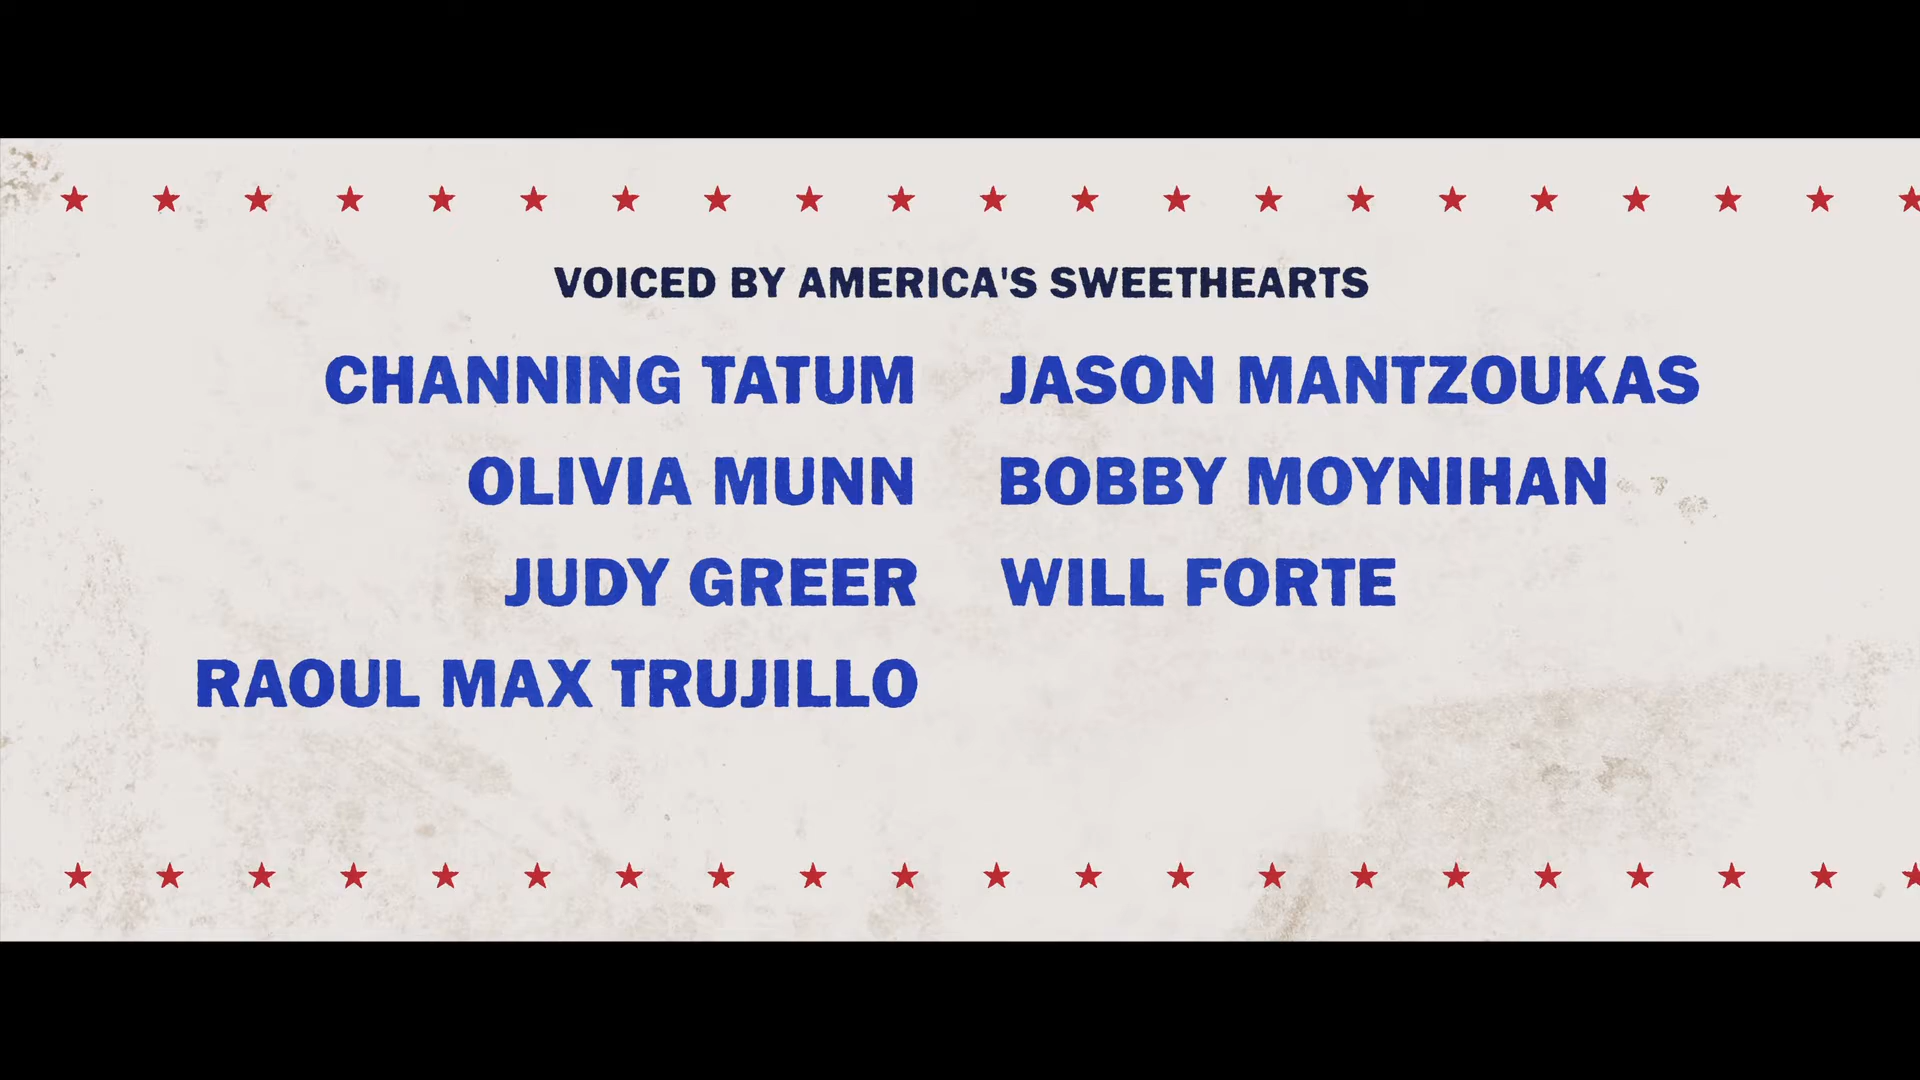 VOICED BY AMERICA'S SWEETHEARTS
CHANNING TATUM JASON MANTZOUKAS
OLIVIA MUNN BOBBY MOYNIHAN
JUDY GREER WILL FORTE
RAOUL MAX TRUJILLO